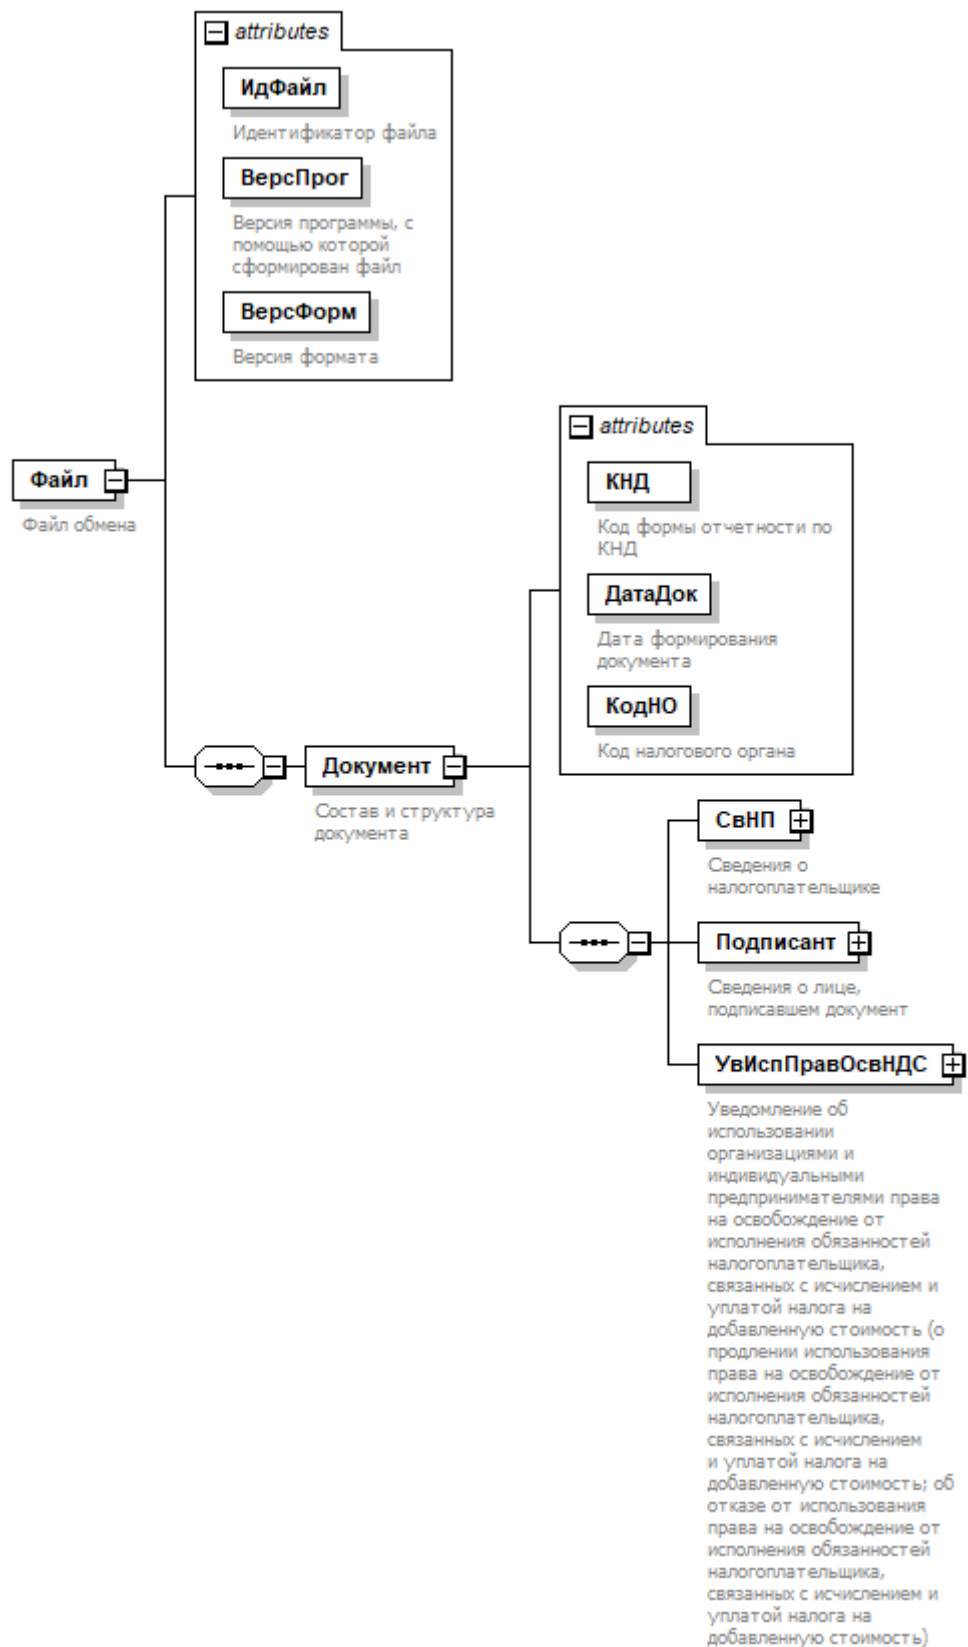 attributes
ИдФайл
Идентификатор файла
ВерсПрог
Версия программы, с
помощью которой
сформирован файл
ВерсФорм
Версия формата
Файл
Файл обмена
attributes
КНД
Код формы отчетности по
КНД
ДатаДок
Дата формирования
документа
КодНО
Код налогового органа
Документ
Состав и структура
документа
СвНП
Сведения о
налогоплательщике
Подписант
Сведения о лице,
подписавшем документ
УвИспПравОсвНДС
Уведомление об
использовании
организациями и
индивидуальными
предпринимателями права
на освобождение от
исполнения обязанностей
налогоплательщика,
связанных с исчислением и
уплатой налога на
добавленную стоимость (о
продлении использования
права на освобождение от
исполнения обязанностей
налогоплательщика,
связанных с исчислением
и уплатой налога на
добавленную стоимость; об
отказе от использования
права на освобождение от
исполнения обязанностей
налогоплательщика,
связанных с исчислением и
уплатой налога на
добавленную стоимость)